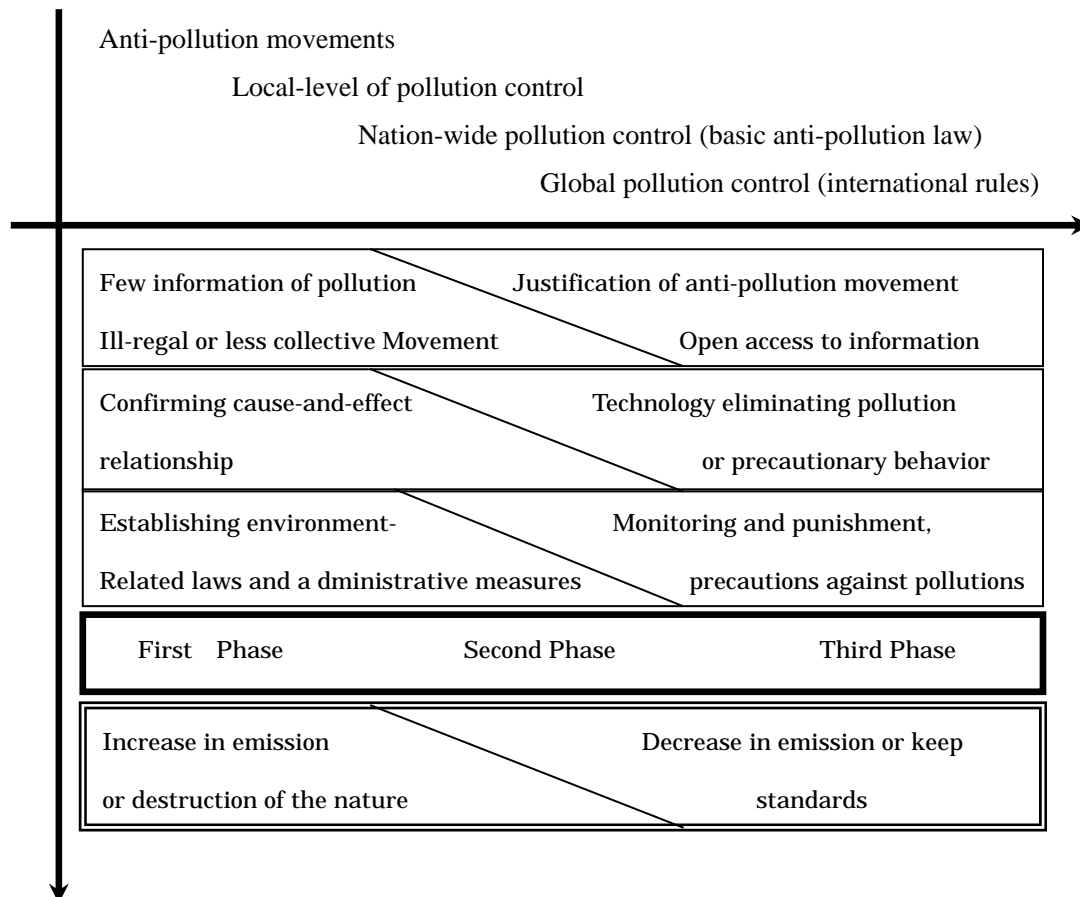 Anti-pollution movements
Local-level of pollution control
Nation-wide pollution control (basic anti-pollution law)
Global pollution control (international rules)
Few information of pollution Justification of anti-pollution movement
Ill-regal or less collective Movement Open access to information
Confirming cause-and-effect Technology eliminating pollution
relationship or precautionary behavior
Establishing environment- Monitoring and punishment,
Related laws and a dministrative measures precautions against pollutions
First Phase Second Phase Third Phase
Increase in emission Decrease in emission or keep
or destruction of the nature standards